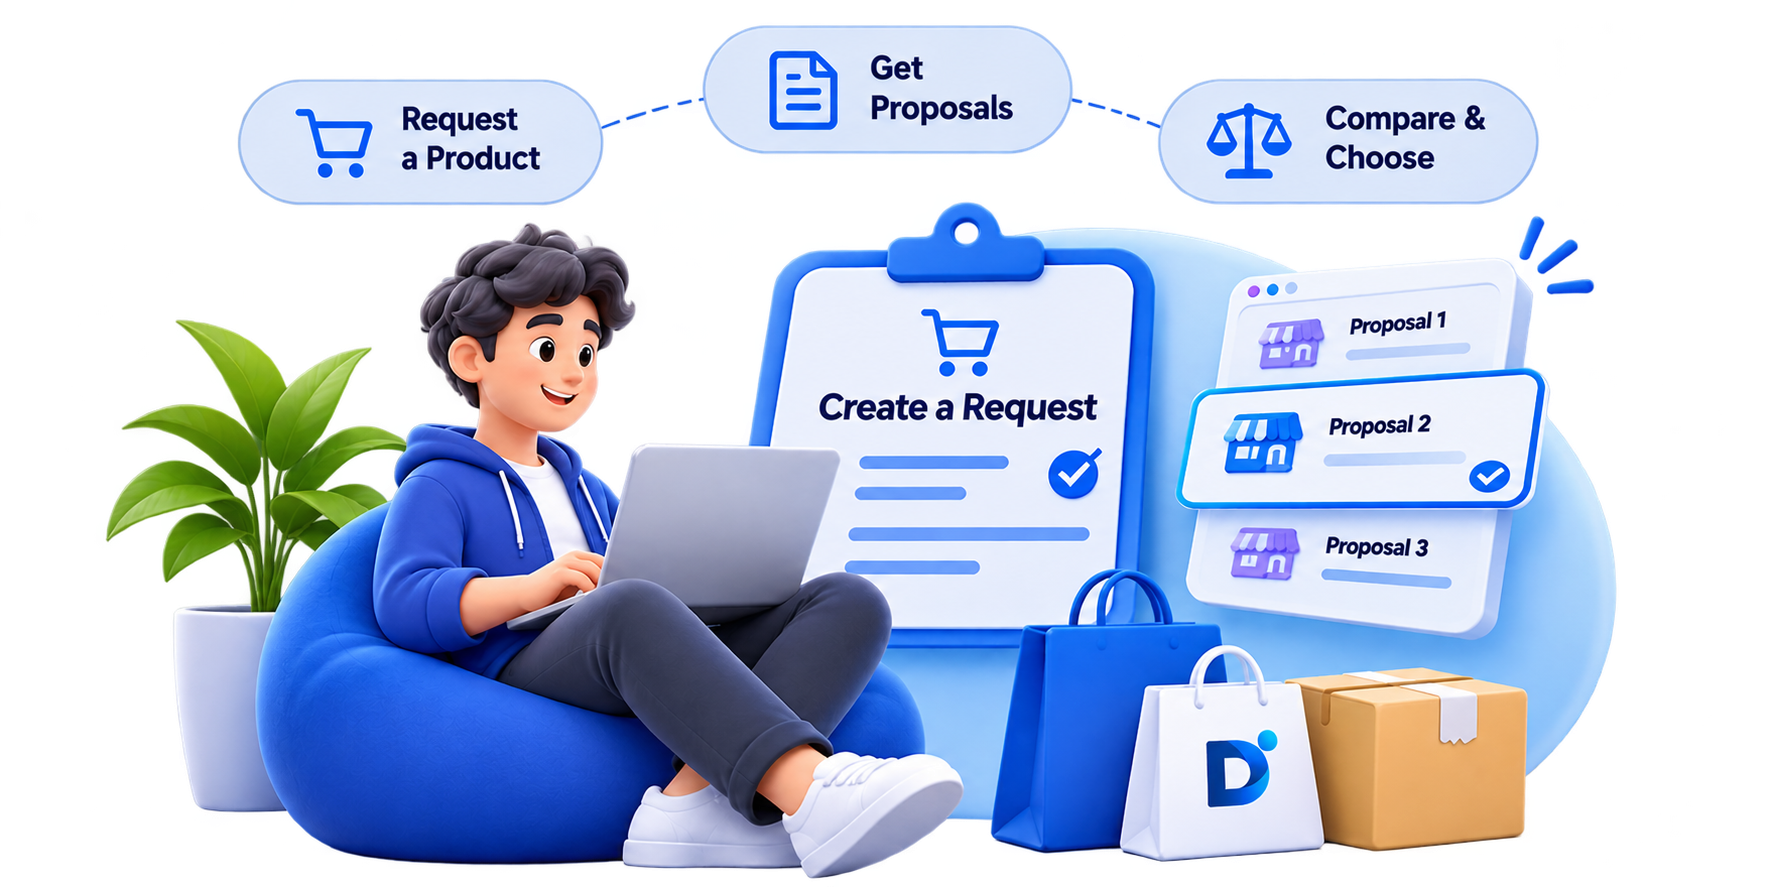 Request
a Product
Get
Proposals
Compare &
Choose
Create a Request
Proposal 1
Proposal 2
Proposal 3
D